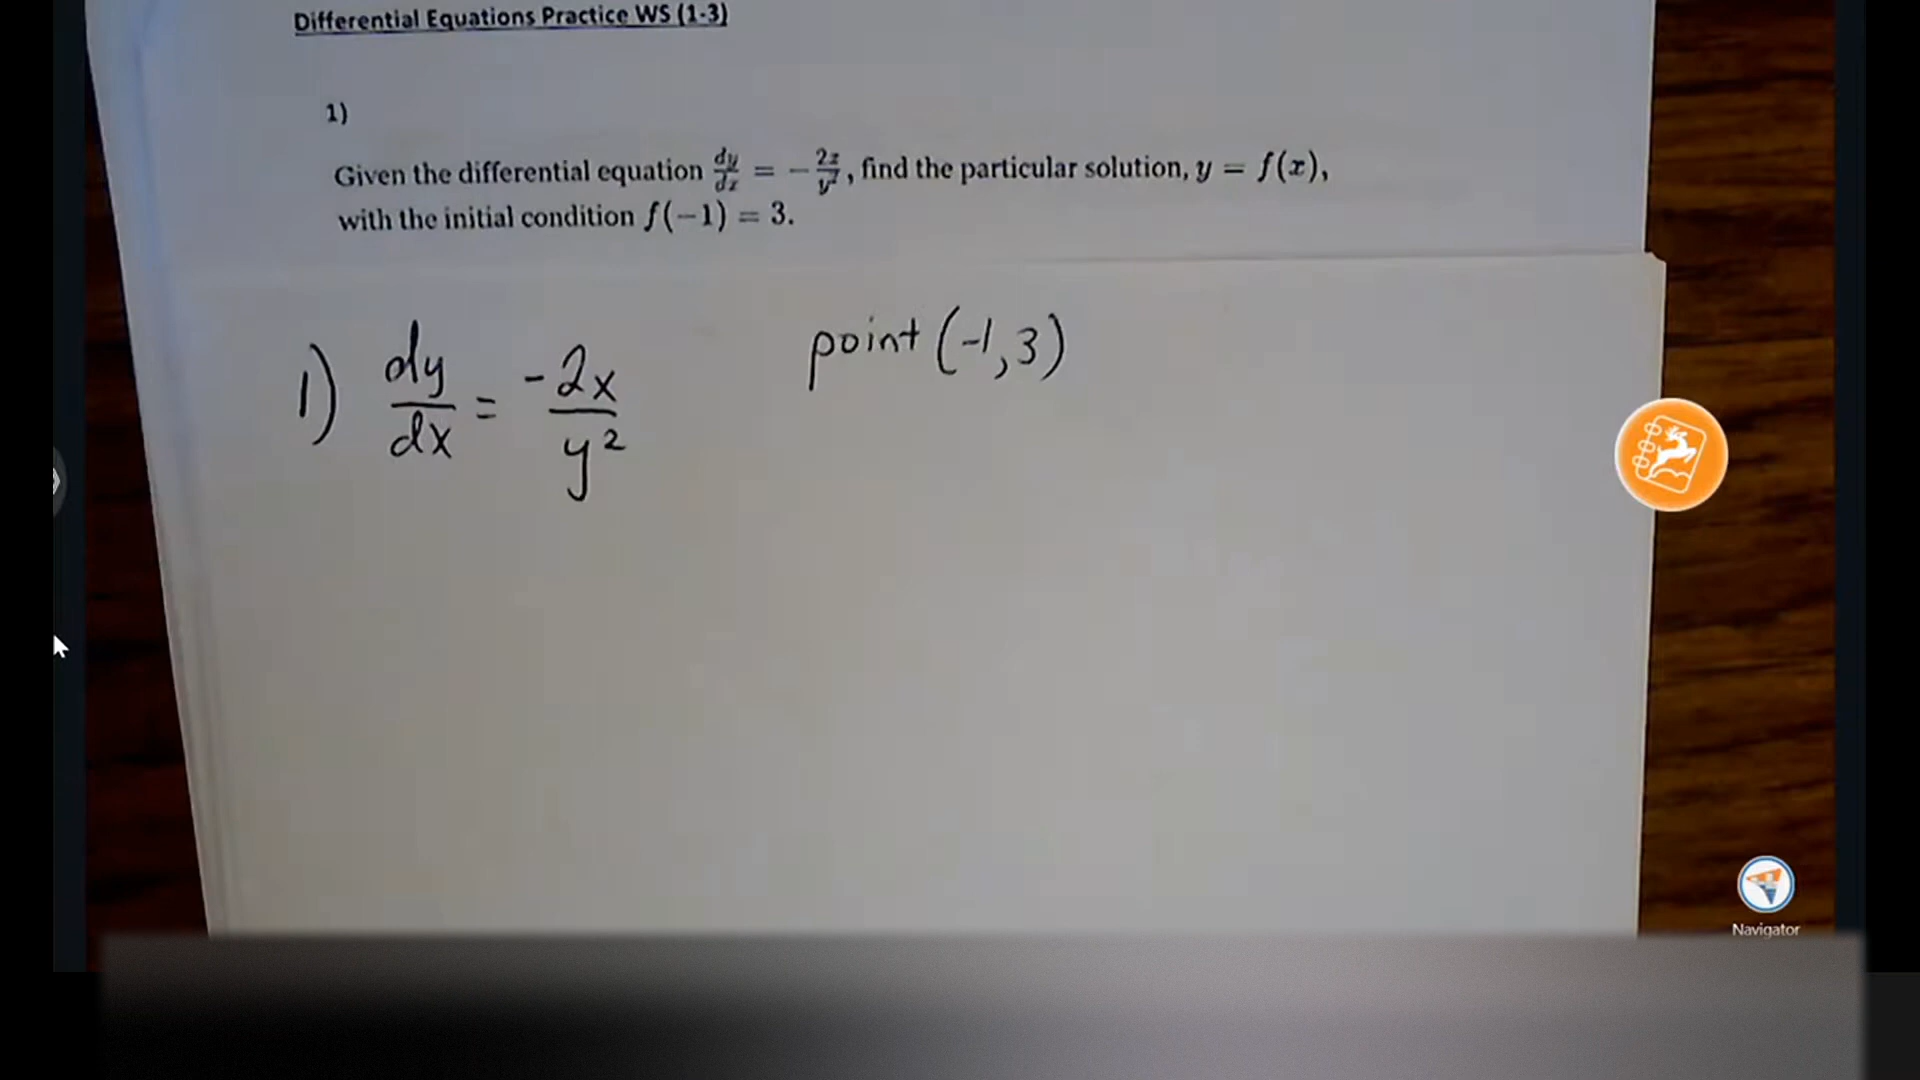 Differential Equations Practice WS (1-3)
1)
Given the differential equation dy/dx = -2x/y², find the particular solution, y = f(x),
with the initial condition f(-1) = 3.
1) dy/dx = -2x/y² point (-1,3)
Navigator